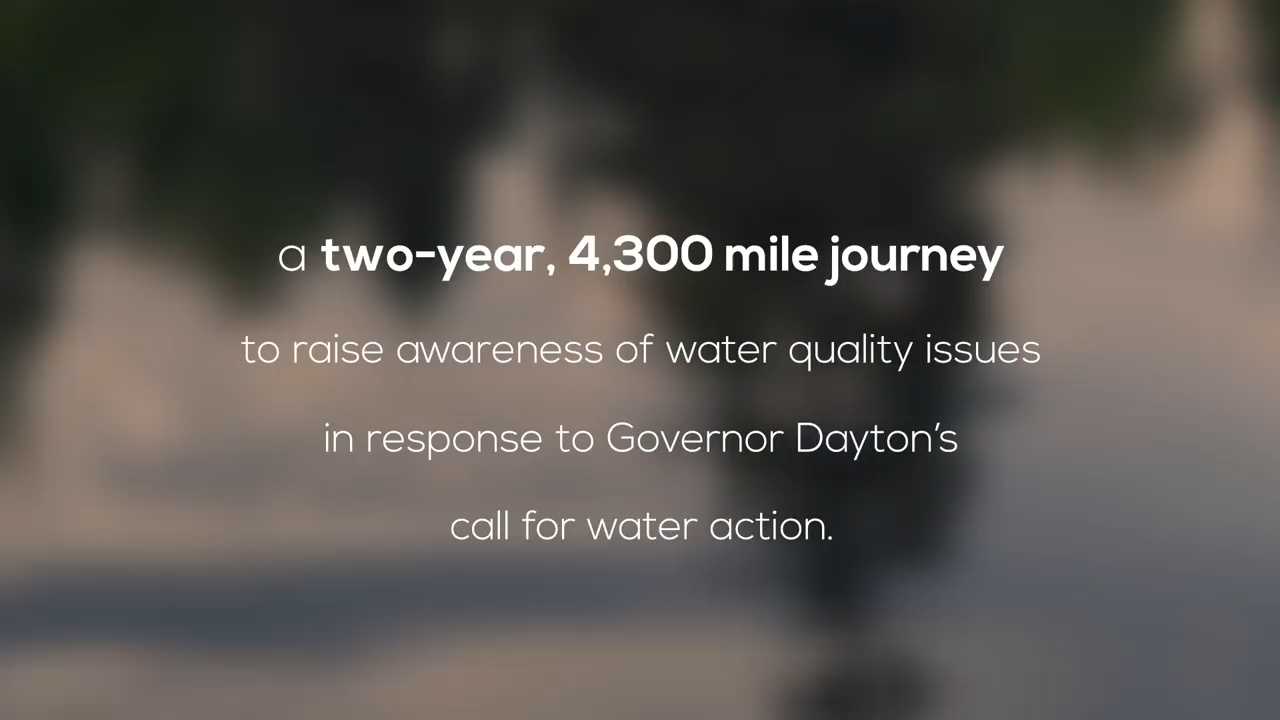 a two-year, 4,300 mile journey
to raise awareness of water quality issues
in response to Governor Dayton’s
call for water action.